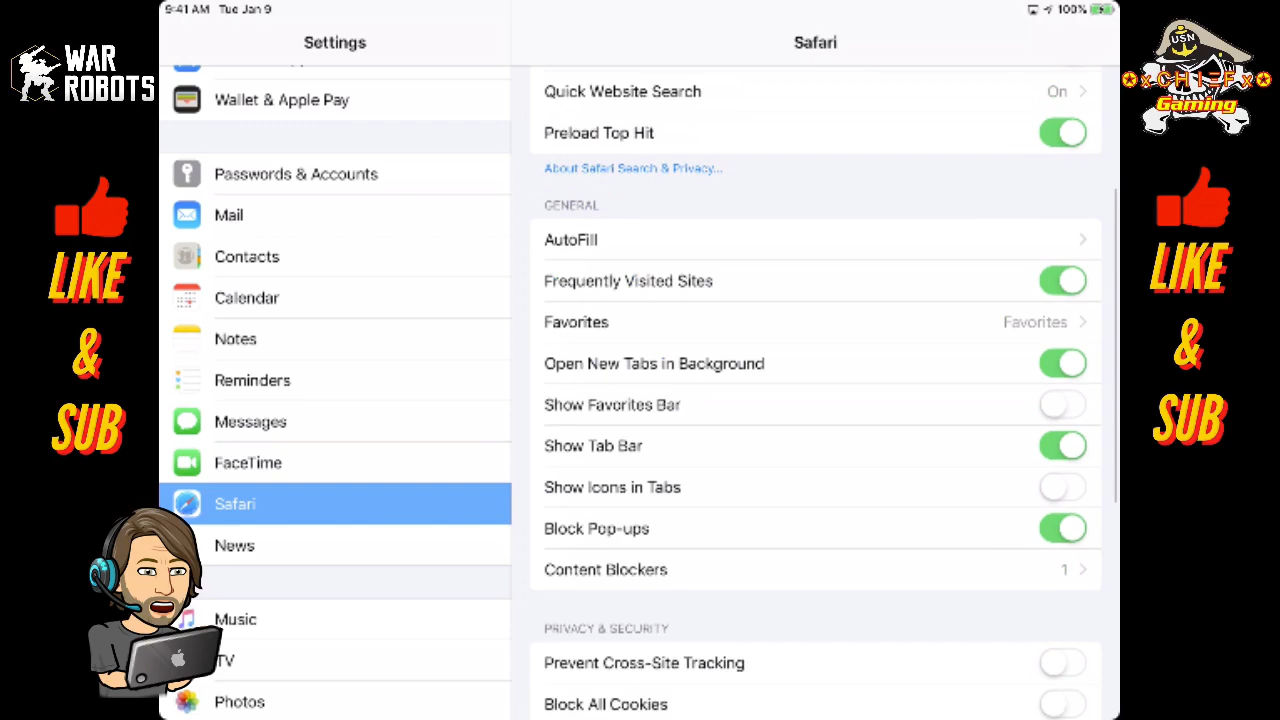 9:41 AM Tue Jan 9
100%
Settings
Safari
WAR
ROBOTS
Wallet & Apple Pay
Passwords & Accounts
Mail
Contacts
Calendar
Notes
Reminders
Messages
FaceTime
Safari
News
Music
TV
Photos
Quick Website Search On
Preload Top Hit
About Safari Search & Privacy...
GENERAL
AutoFill
Frequently Visited Sites
Favorites Favorites
Open New Tabs in Background
Show Favorites Bar
Show Tab Bar
Show Icons in Tabs
Block Pop-ups
Content Blockers 1
PRIVACY & SECURITY
Prevent Cross-Site Tracking
Block All Cookies
LIKE
&
SUB
USN
xCHIEFx
Gaming
LIKE
&
SUB